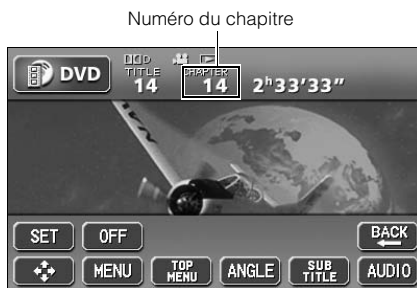 Numéro du chapitre
DVD
TITLE CHAPTER
14 14 2h33'33"
SET OFF BACK
MENU TOP MENU ANGLE SUB TITLE AUDIO